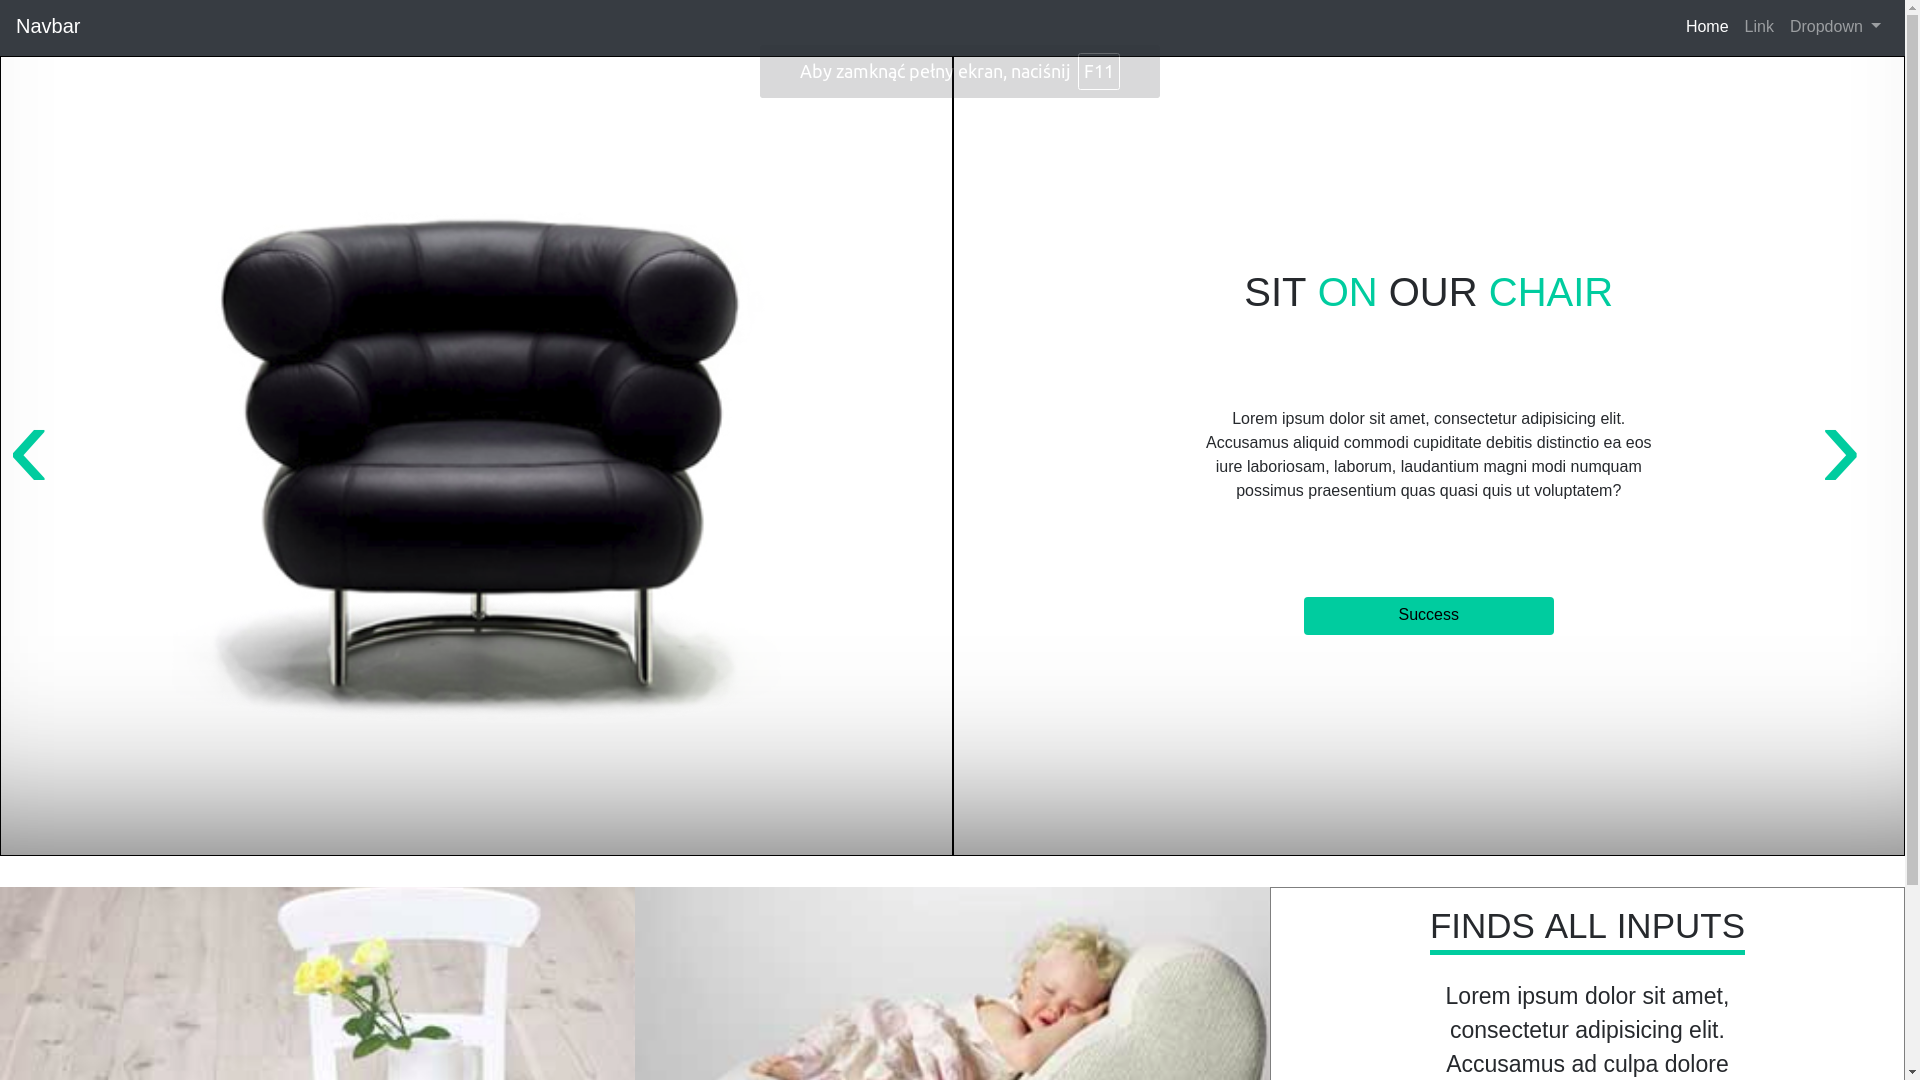 Navbar
Home
Link
Dropdown
Aby zamknąć pełny ekran, naciśnij F11
SIT ON OUR CHAIR
Lorem ipsum dolor sit amet, consectetur adipisicing elit.
Accusamus aliquid commodi cupiditate debitis distinctio ea eos
iure laboriosam, laborum, laudantium magni modi numquam
possimus praesentium quas quasi quis ut voluptatem?
Success
FINDS ALL INPUTS
Lorem ipsum dolor sit amet,
consectetur adipisicing elit.
Accusamus ad culpa dolore